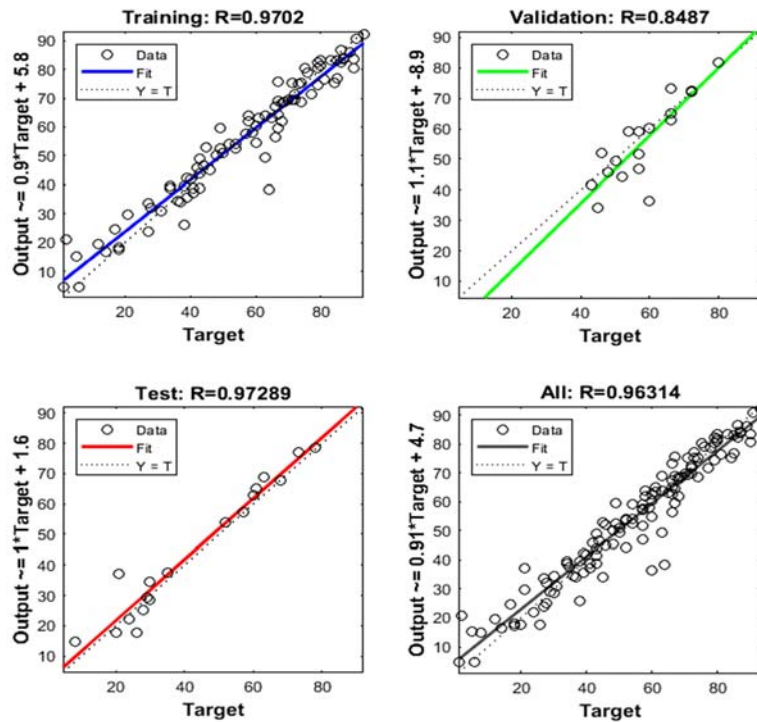 Training: R=0.9702
Output ~= 0.9*Target + 5.8
90
80
70
60
50
40
30
20
10
Data
Fit
Y = T
20
40
60
80
Target
Validation: R=0.8487
Output ~= 1.1*Target + -8.9
90
80
70
60
50
40
30
20
10
Data
Fit
Y = T
20
40
60
80
Target
Test: R=0.97289
Output ~= 1*Target + 1.6
90
80
70
60
50
40
30
20
10
Data
Fit
Y = T
20
40
60
80
Target
All: R=0.96314
Output ~= 0.91*Target + 4.7
90
80
70
60
50
40
30
20
10
Data
Fit
Y = T
20
40
60
80
Target